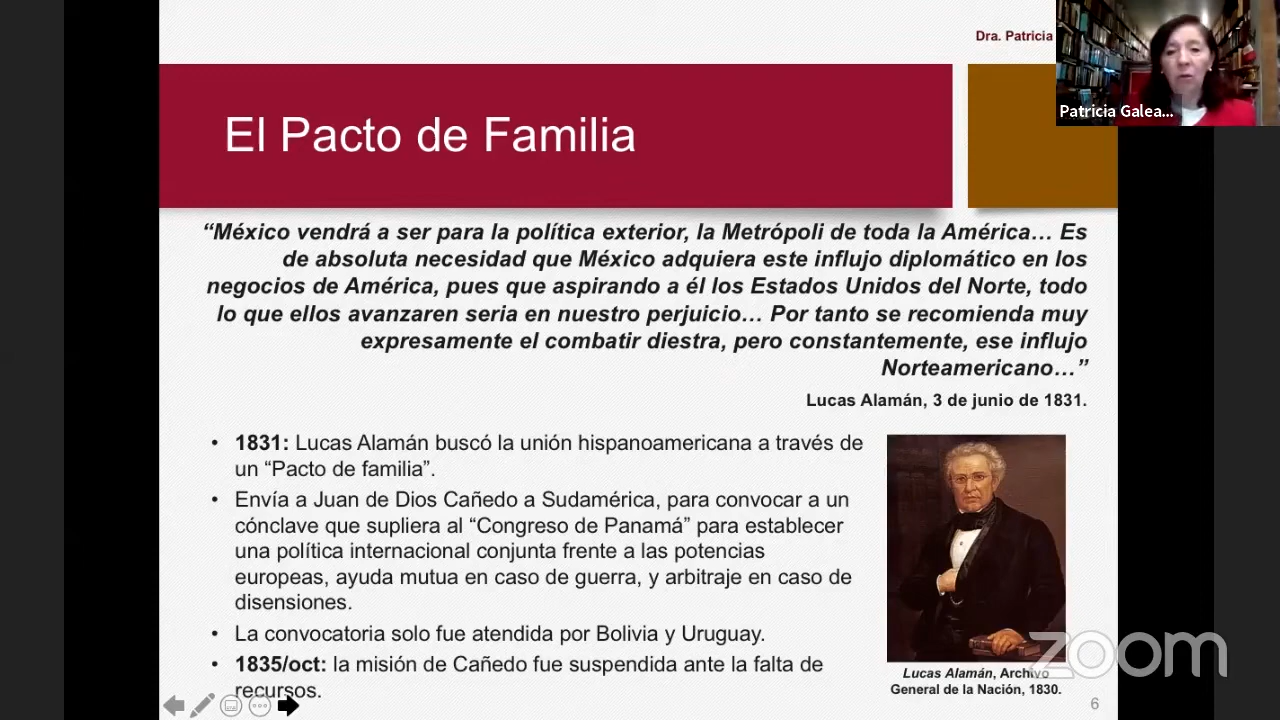 Dra. Patricia
Patricia Galea...
El Pacto de Familia
“México vendrá a ser para la política exterior, la Metrópoli de toda la América… Es
de absoluta necesidad que México adquiera este influjo diplomático en los
negocios de América, pues que aspirando a él los Estados Unidos del Norte, todo
lo que ellos avanzaren seria en nuestro perjuicio… Por tanto se recomienda muy
expresamente el combatir diestra, pero constantemente, ese influjo
Norteamericano…”
Lucas Alamán, 3 de junio de 1831.
• 1831: Lucas Alamán buscó la unión hispanoamericana a través de
un “Pacto de familia”.
• Envía a Juan de Dios Cañedo a Sudamérica, para convocar a un
cónclave que supliera al “Congreso de Panamá” para establecer
una política internacional conjunta frente a las potencias
europeas, ayuda mutua en caso de guerra, y arbitraje en caso de
disensiones.
• La convocatoria solo fue atendida por Bolivia y Uruguay.
• 1835/oct: la misión de Cañedo fue suspendida ante la falta de
recursos.
Lucas Alamán, Archivo
General de la Nación, 1830.
zoom
6